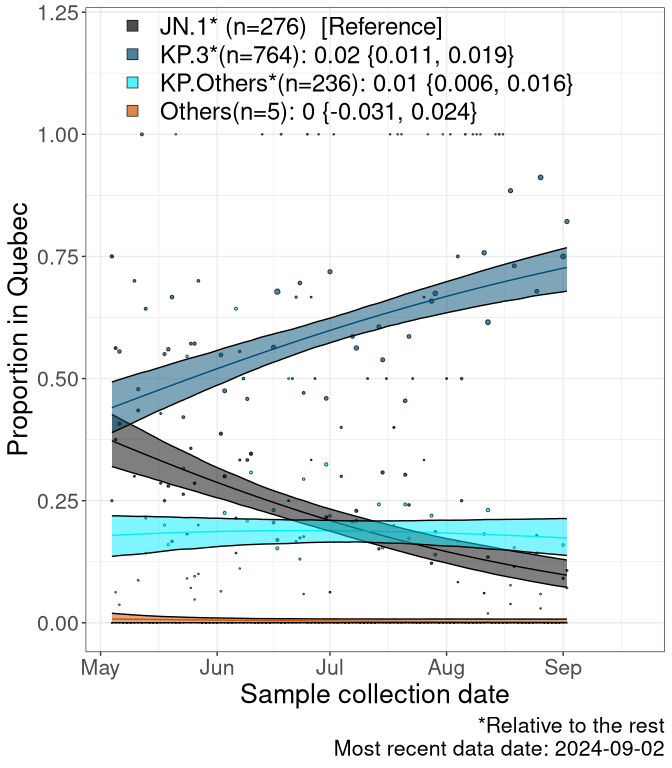 1.25
JN.1* (n=276) [Reference]
KP.3*(n=764): 0.02 {0.011, 0.019}
KP.Others*(n=236): 0.01 {0.006, 0.016}
Others(n=5): 0 {-0.031, 0.024}
1.00
0.75
0.50
0.25
0.00
Proportion in Quebec
May Jun Jul Aug Sep
Sample collection date
*Relative to the rest
Most recent data date: 2024-09-02